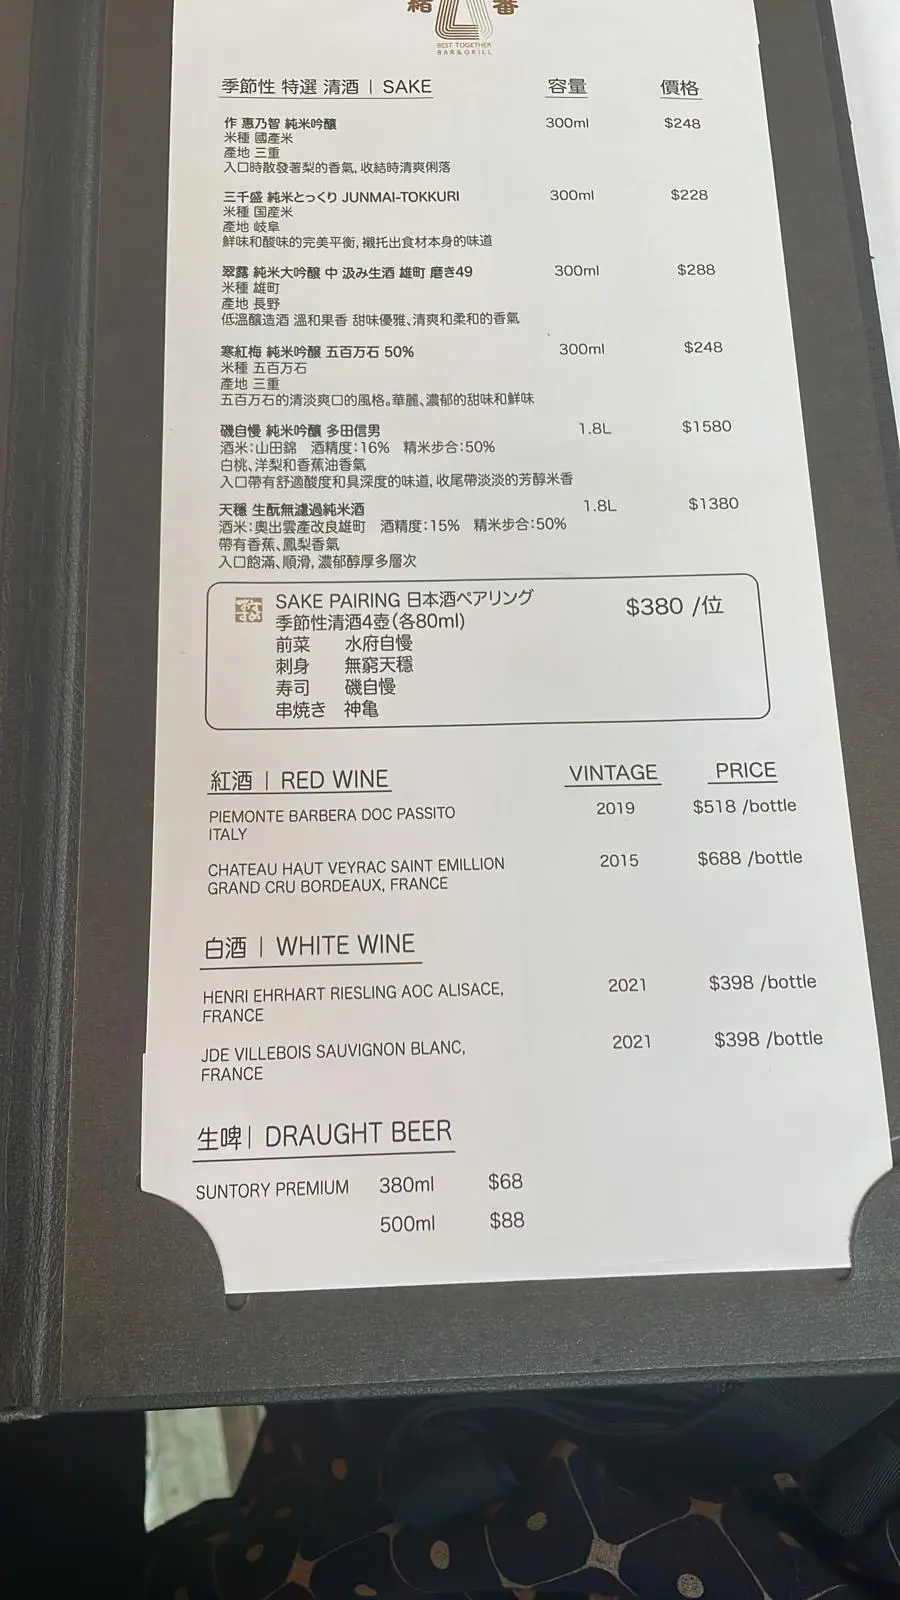 緒 番
BEST TOGETHER
BAR & GRILL
季節性 特選 清酒 | SAKE 容量 價格
作 惠乃智 純米吟醸 300ml $248
米種 國產米
產地 三重
入口時散發著梨的香氣, 收結時清爽俐落
三千盛 純米とっくり JUNMAI-TOKKURI 300ml $228
米種 国産米
產地 岐阜
鮮味和酸味的完美平衡, 襯托出食材本身的味道
翠露 純米大吟醸 中 汲み生酒 雄町 磨き49 300ml $288
米種 雄町
產地 長野
低溫釀造酒 溫和果香 甜味優雅、清爽和柔和的香氣
寒紅梅 純米吟醸 五百万石 50% 300ml $248
米種 五百万石
產地 三重
五百万石的清淡爽口的風格。華麗、濃郁的甜味和鮮味
磯自慢 純米吟醸 多田信男 1.8L $1580
酒米:山田錦 酒精度:16% 精米步合:50%
白桃、洋梨和香蕉油香氣
入口帶有舒適酸度和具深度的味道, 收尾帶淡淡的芳醇米香
天穩 生酛無濾過純米酒 1.8L $1380
酒米:奧出雲產改良雄町 酒精度:15% 精米步合:50%
帶有香蕉、鳳梨香氣
入口飽滿、順滑, 濃郁醇厚多層次
おすすめ SAKE PAIRING 日本酒ペアリング $380 /位
季節性清酒4壺(各80ml)
前菜 水府自慢
刺身 無窮天穩
寿司 磯自慢
串焼き 神亀
紅酒 | RED WINE VINTAGE PRICE
PIEMONTE BARBERA DOC PASSITO 2019 $518 /bottle
ITALY
CHATEAU HAUT VEYRAC SAINT EMILLION 2015 $688 /bottle
GRAND CRU BORDEAUX, FRANCE
白酒 | WHITE WINE
HENRI EHRHART RIESLING AOC ALISACE, 2021 $398 /bottle
FRANCE
JDE VILLEBOIS SAUVIGNON BLANC, 2021 $398 /bottle
FRANCE
生啤 | DRAUGHT BEER
SUNTORY PREMIUM 380ml $68
500ml $88